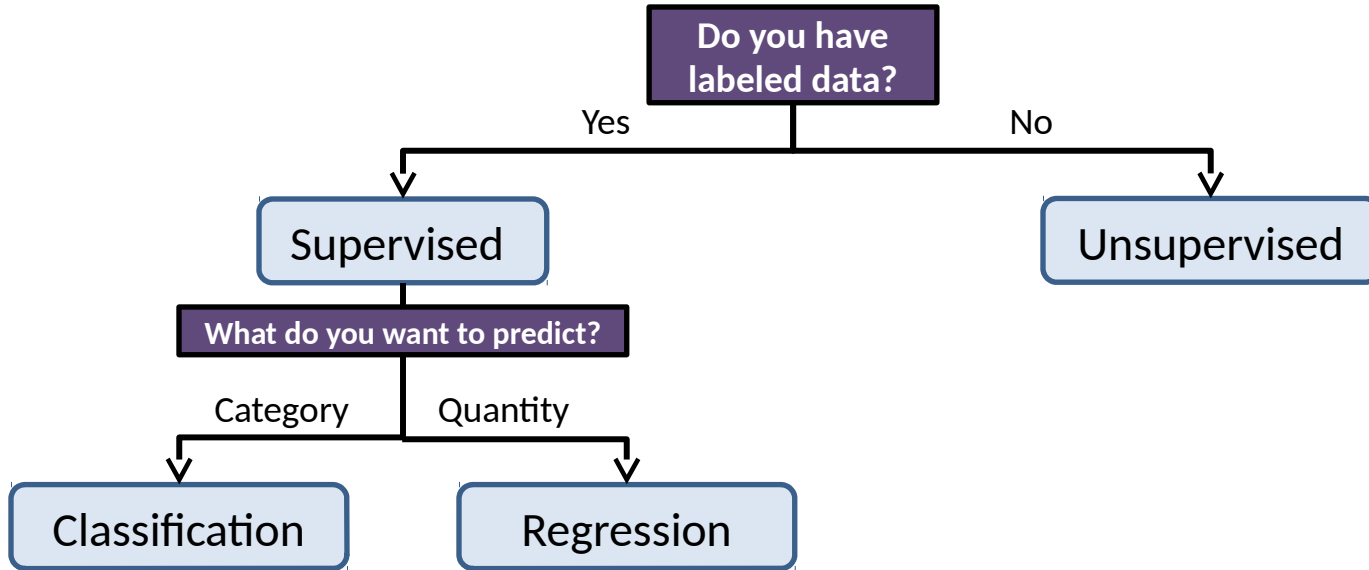 Do you have
labeled data?
Yes
No
Supervised
Unsupervised
What do you want to predict?
Category
Quantity
Classification
Regression